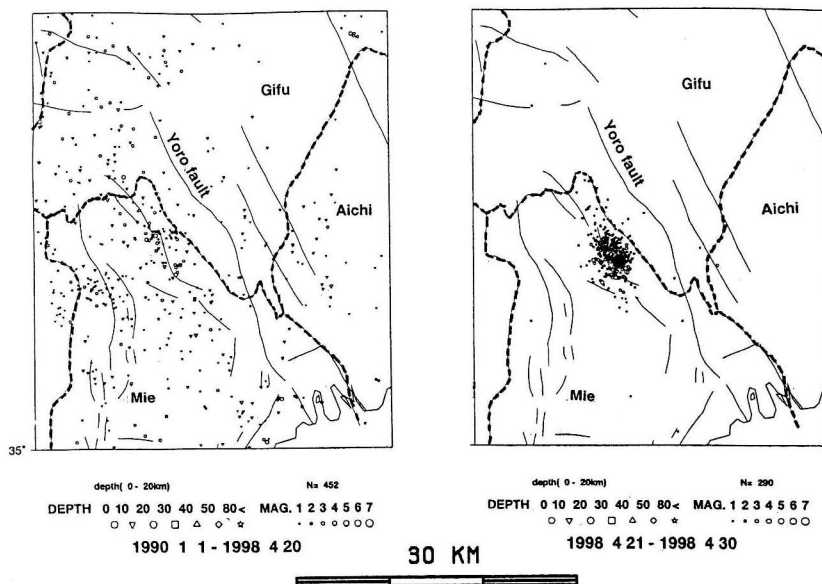 Gifu
Yoro fault
Aichi
Mie
35°
depth( 0 - 20km) N= 452
DEPTH 0 10 20 30 40 50 80< MAG. 1 2 3 4 5 6 7
1990 1 1 - 1998 4 20
Gifu
Yoro fault
Aichi
Mie
depth( 0 - 20km) N= 290
DEPTH 0 10 20 30 40 50 80< MAG. 1 2 3 4 5 6 7
1998 4 21 - 1998 4 30
30 KM